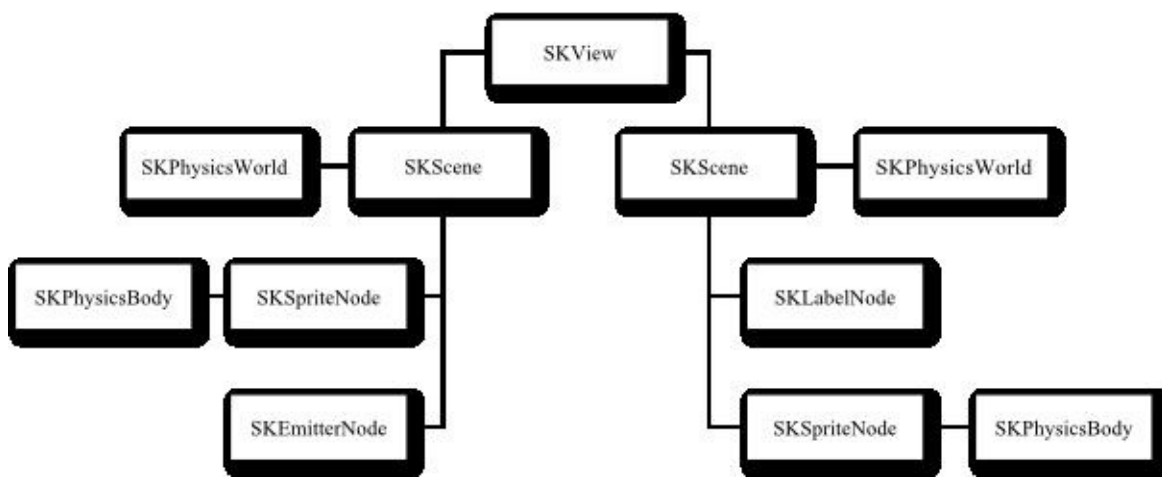 SKView
SKPhysicsWorld
SKScene
SKScene
SKPhysicsWorld
SKPhysicsBody
SKSpriteNode
SKLabelNode
SKEmitterNode
SKSpriteNode
SKPhysicsBody